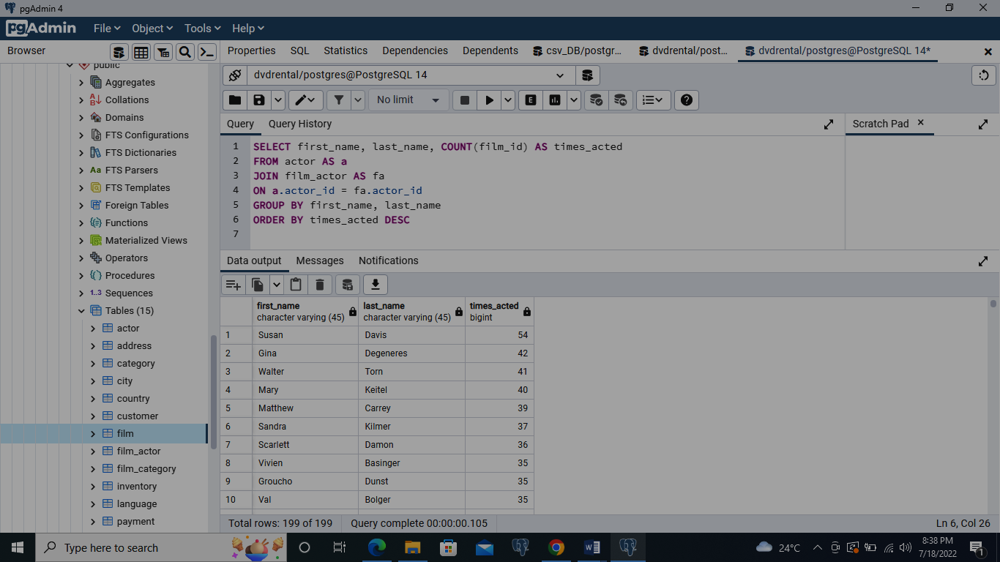 pgAdmin 4
pgAdmin File Object Tools Help
Browser
Properties SQL Statistics Dependencies Dependents csv_DB/postgr... dvdrental/post... dvdrental/postgres@PostgreSQL 14*
public
Aggregates
Collations
Domains
FTS Configurations
FTS Dictionaries
Aa FTS Parsers
FTS Templates
Foreign Tables
Functions
Materialized Views
Operators
Procedures
1..3 Sequences
Tables (15)
actor
address
category
city
country
customer
film
film_actor
film_category
inventory
language
payment
dvdrental/postgres@PostgreSQL 14
No limit
E
Query Query History
Scratch Pad
1 SELECT first_name, last_name, COUNT(film_id) AS times_acted
2 FROM actor AS a
3 JOIN film_actor AS fa
4 ON a.actor_id = fa.actor_id
5 GROUP BY first_name, last_name
6 ORDER BY times_acted DESC
7
Data output Messages Notifications
first_name last_name times_acted
character varying (45) character varying (45) bigint
1 Susan Davis 54
2 Gina Degeneres 42
3 Walter Torn 41
4 Mary Keitel 40
5 Matthew Carrey 39
6 Sandra Kilmer 37
7 Scarlett Damon 36
8 Vivien Basinger 35
9 Groucho Dunst 35
10 Val Bolger 35
Total rows: 199 of 199 Query complete 00:00:00.105 Ln 6, Col 26
Type here to search
24°C
8:38 PM
7/18/2022
1